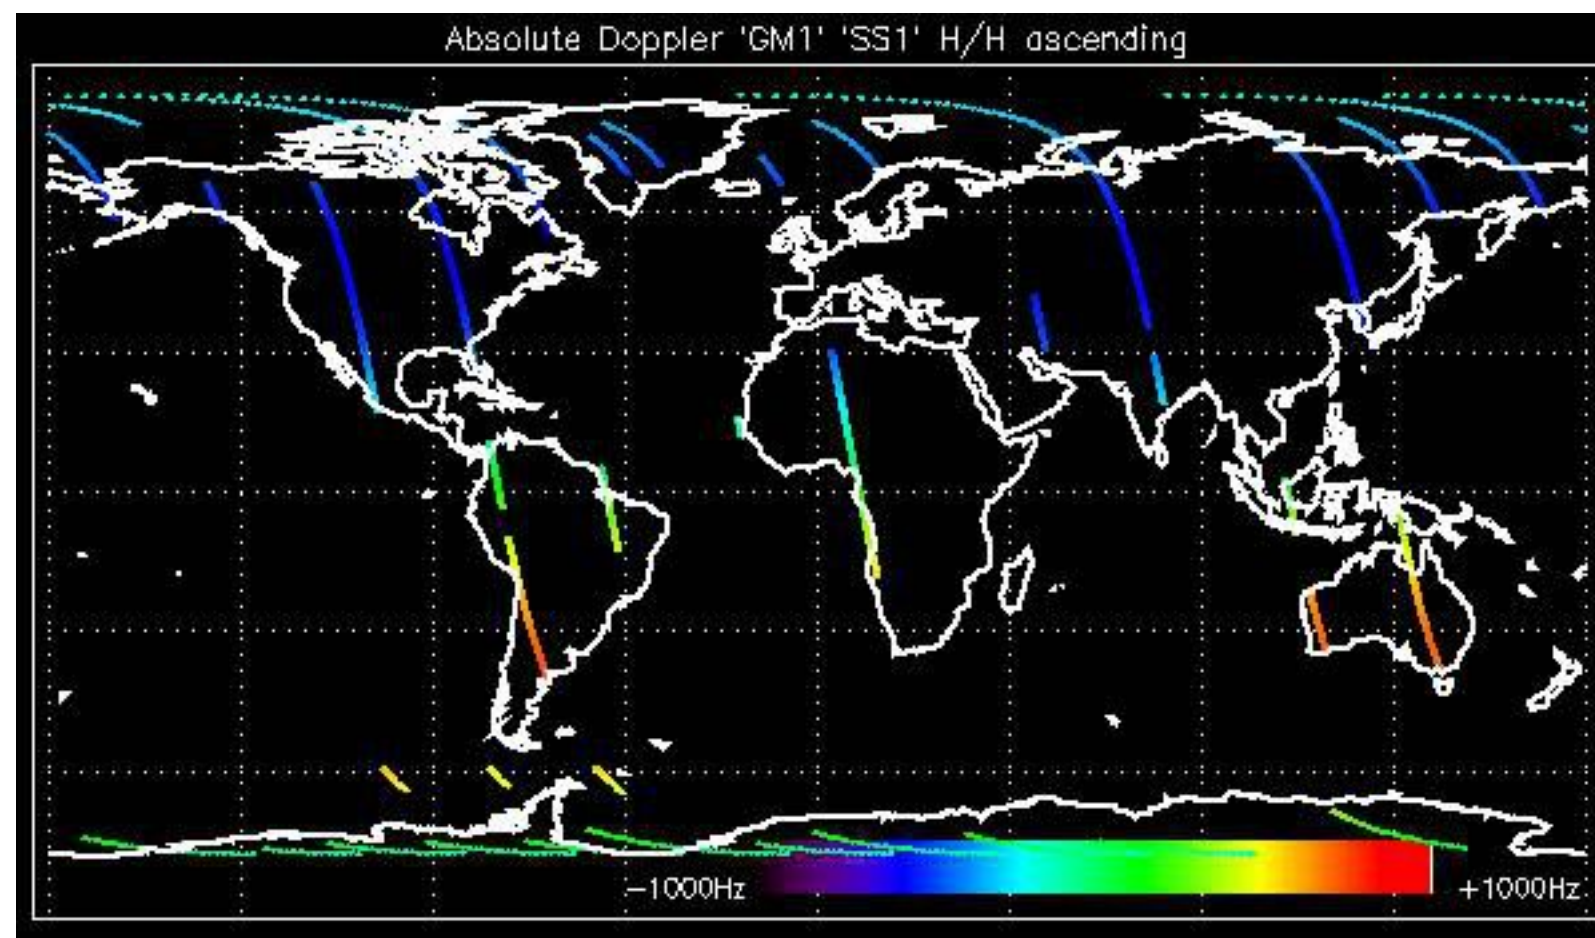 Absolute Doppler 'GM1' 'SS1' H/H ascending
-1000Hz
+1000Hz